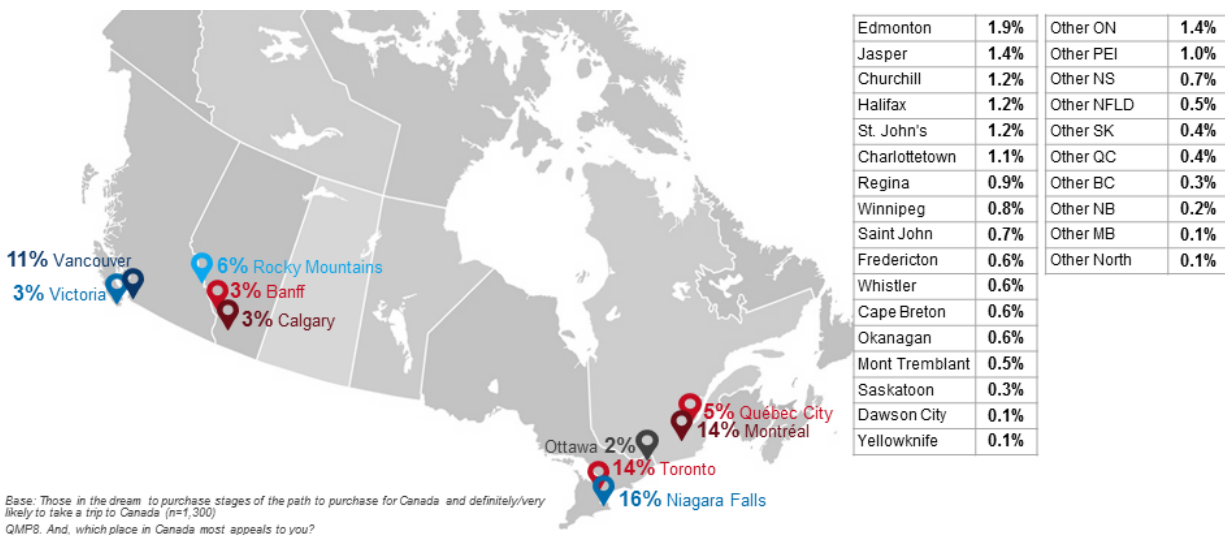 11% Vancouver
3% Victoria
6% Rocky Mountains
3% Banff
3% Calgary
5% Québec City
14% Montréal
Ottawa 2%
14% Toronto
16% Niagara Falls
Edmonton 1.9% Other ON 1.4%
Jasper 1.4% Other PEI 1.0%
Churchill 1.2% Other NS 0.7%
Halifax 1.2% Other NFLD 0.5%
St. John's 1.2% Other SK 0.4%
Charlottetown 1.1% Other QC 0.4%
Regina 0.9% Other BC 0.3%
Winnipeg 0.8% Other NB 0.2%
Saint John 0.7% Other MB 0.1%
Fredericton 0.6% Other North 0.1%
Whistler 0.6%
Cape Breton 0.6%
Okanagan 0.6%
Mont Tremblant 0.5%
Saskatoon 0.3%
Dawson City 0.1%
Yellowknife 0.1%
Base: Those in the dream to purchase stages of the path to purchase for Canada and definitely/very
likely to take a trip to Canada (n=1,300)
QMP8. And, which place in Canada most appeals to you?